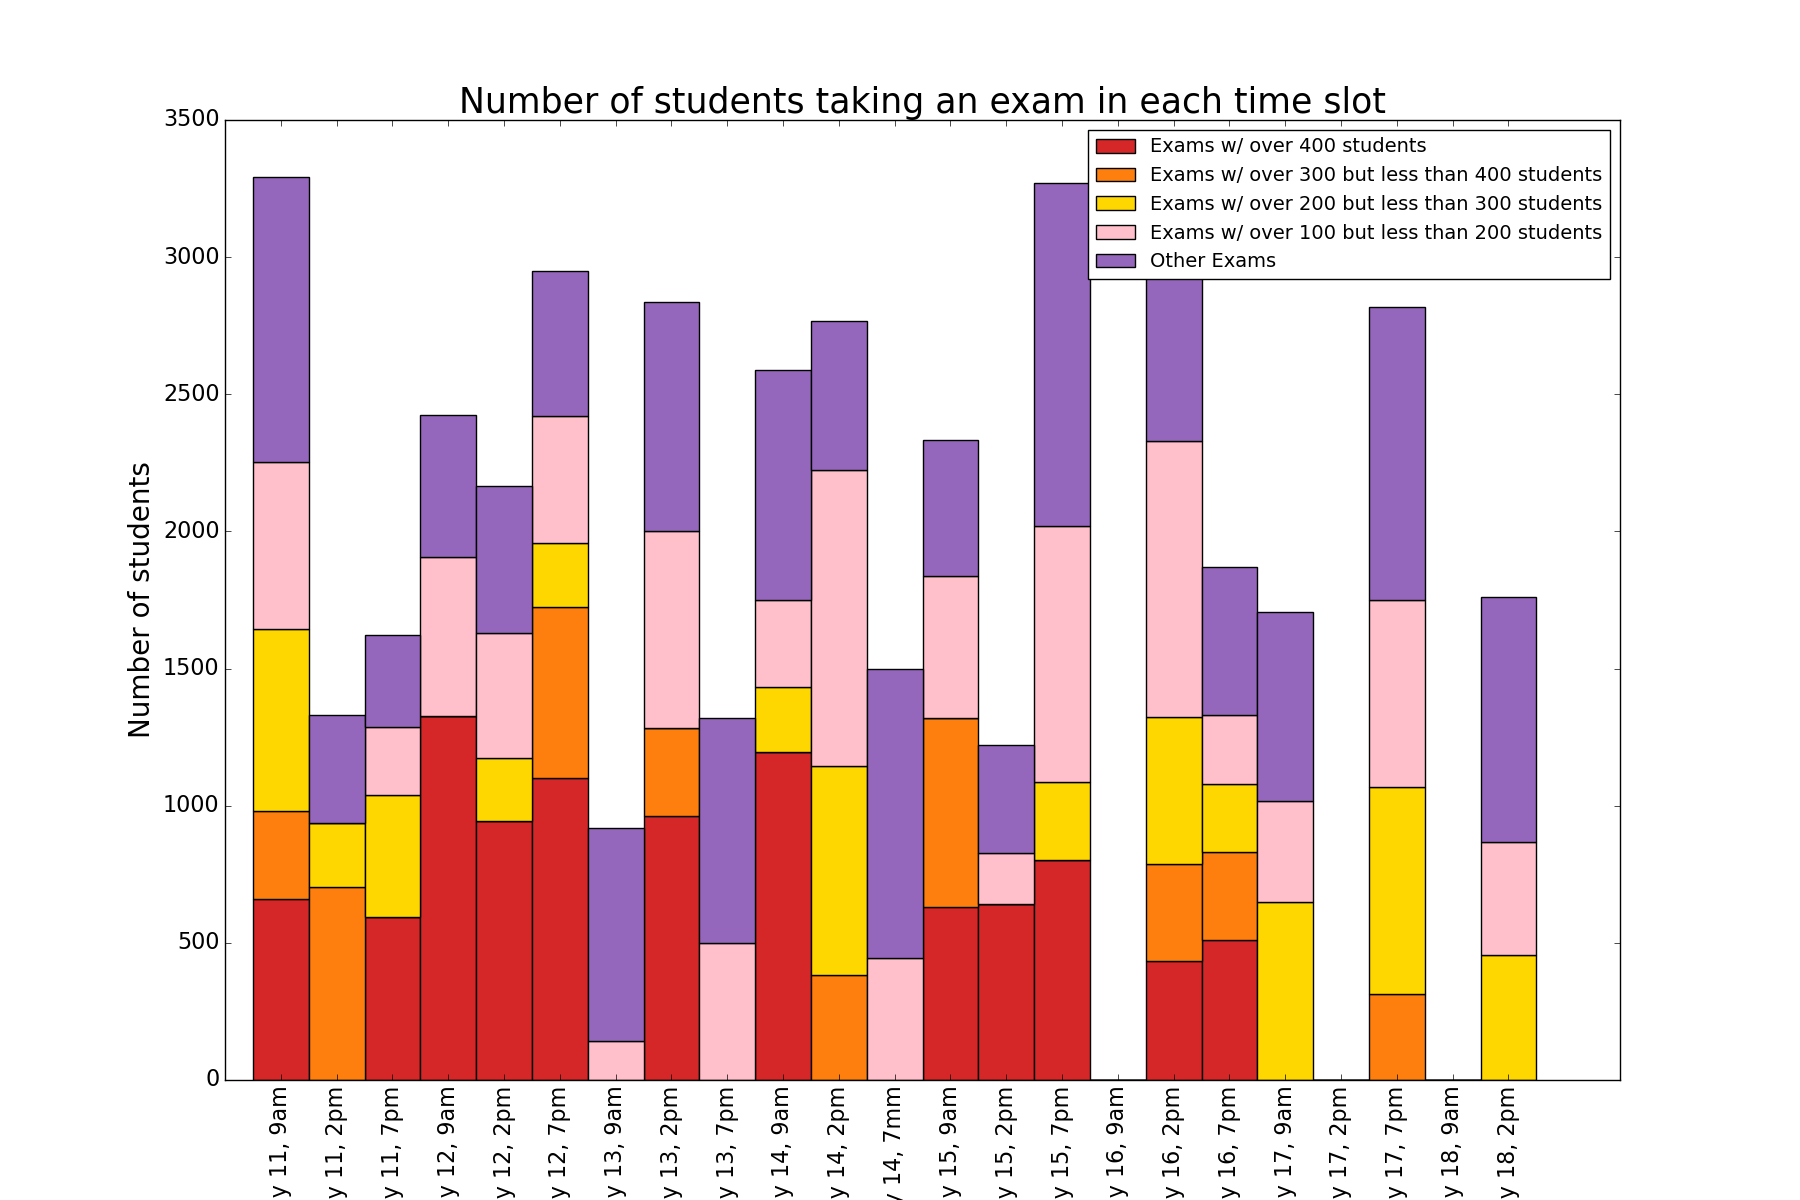 Number of students taking an exam in each time slot
Exams w/ over 400 students
Exams w/ over 300 but less than 400 students
Exams w/ over 200 but less than 300 students
Exams w/ over 100 but less than 200 students
Other Exams
Number of students
3500
3000
2500
2000
1500
1000
500
0
y 11, 9am
y 11, 2pm
y 11, 7pm
y 12, 9am
y 12, 2pm
y 12, 7pm
y 13, 9am
y 13, 2pm
y 13, 7pm
y 14, 9am
y 14, 2pm
y 14, 7mm
y 15, 9am
y 15, 2pm
y 15, 7pm
y 16, 9am
y 16, 2pm
y 16, 7pm
y 17, 9am
y 17, 2pm
y 17, 7pm
y 18, 9am
y 18, 2pm